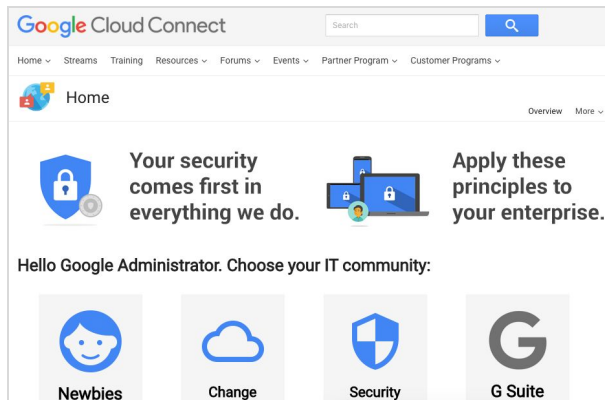 Google Cloud Connect
Search
Home Streams Training Resources Forums Events Partner Program Customer Programs
Home
Overview More
Your security
comes first in
everything we do.
Apply these
principles to
your enterprise.
Hello Google Administrator. Choose your IT community:
Newbies Change Security G Suite